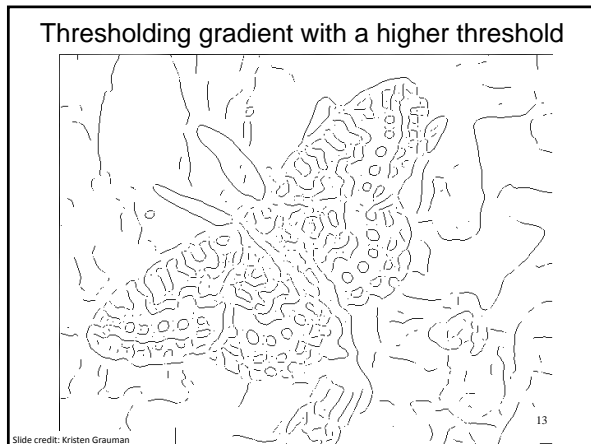 Thresholding gradient with a higher threshold
13
Slide credit: Kristen Grauman